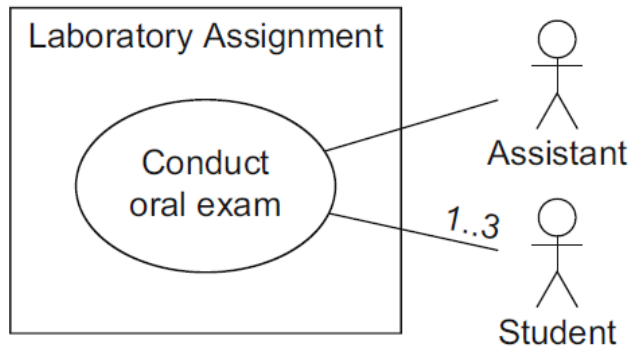 Laboratory Assignment
Conduct
oral exam
Assistant
1..3
Student